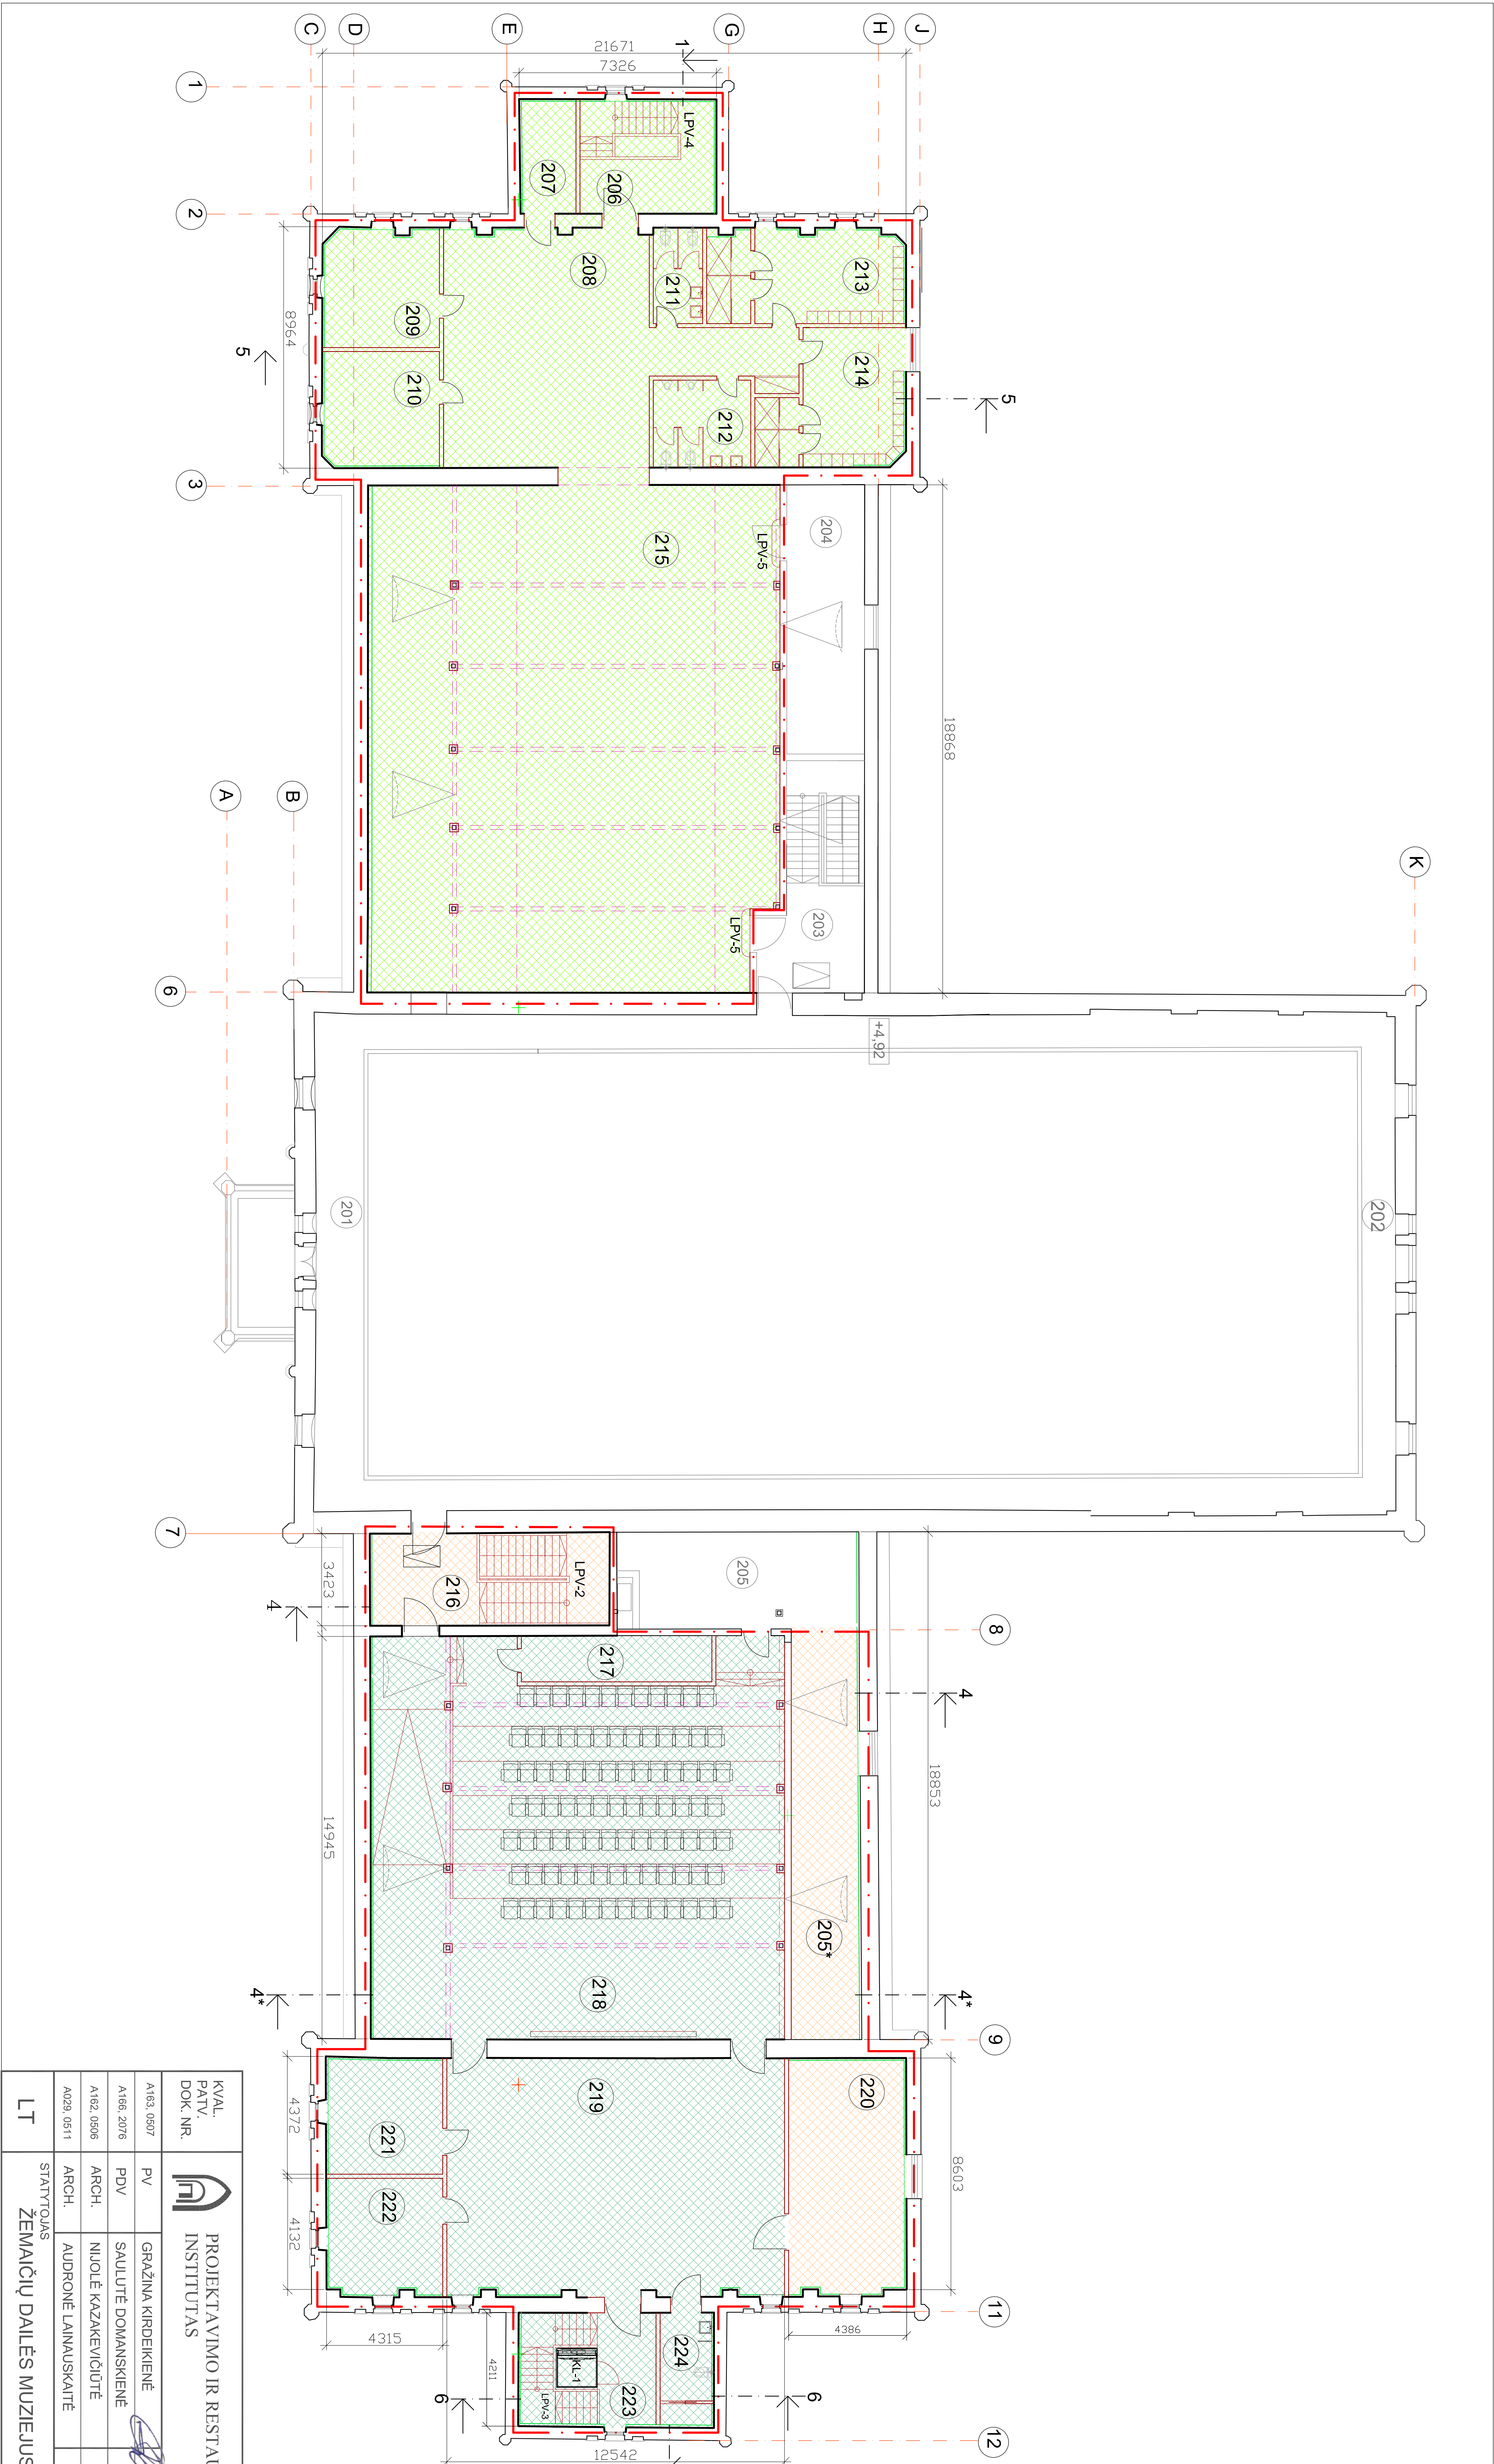 J
H
G
E
D
C
1
2
3
6
7
8
9
11
12
A
B
K
21671
7326
1
8964
5
5
18868
LPV-4
206
207
208
209
210
211
212
213
214
215
LPV-5
LPV-5
204
203
+4,92
201
202
205
3423
4
4
LPV-2
216
217
18853
14945
205*
218
4*
4*
219
220
221
222
4372
4132
8603
4315
4386
4211
KL-1
LPV-3
223
224
6
6
12542
KVAL.
PATV.
DOK. NR.
PROJEKTAVIMO IR RESTAU
INSTITUTAS
A163, 0507 PV GRAŽINA KIRDEIKIENĖ
A166, 2076 PDV SAULUTĖ DOMANSKIENĖ
A162, 0506 ARCH. NIJOLĖ KAZAKEVIČIŪTĖ
A029, 0511 ARCH. AUDRONĖ LAINAUSKAITĖ
LT
STATYTOJAS
ŽEMAIČIŲ DAILĖS MUZIEJUS